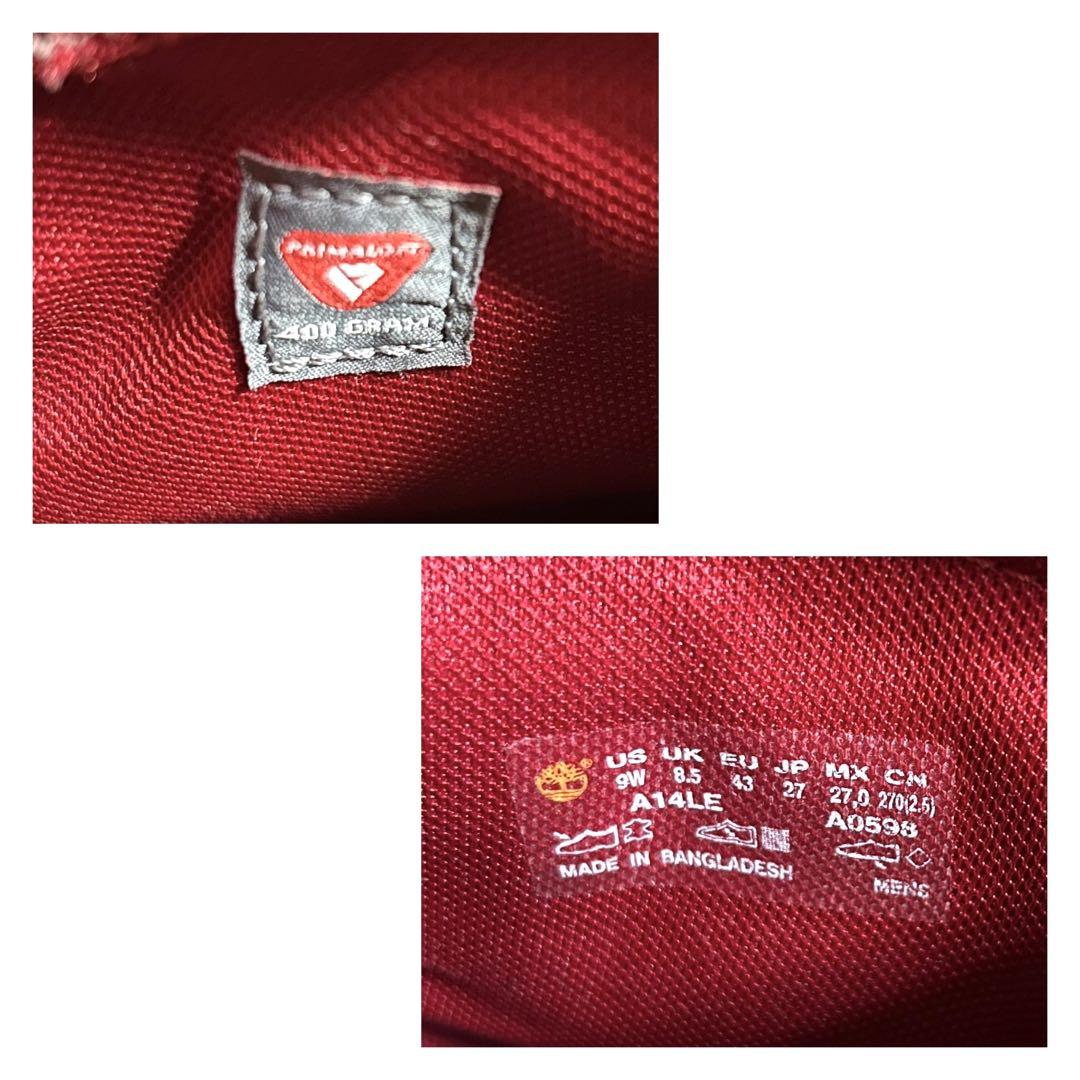 PRIMALOFT
400 GRAM
US UK EU JP MX CN
9W 8.5 43 27 27,0 270(2.5)
A14LE A0598
MADE IN BANGLADESH MENS